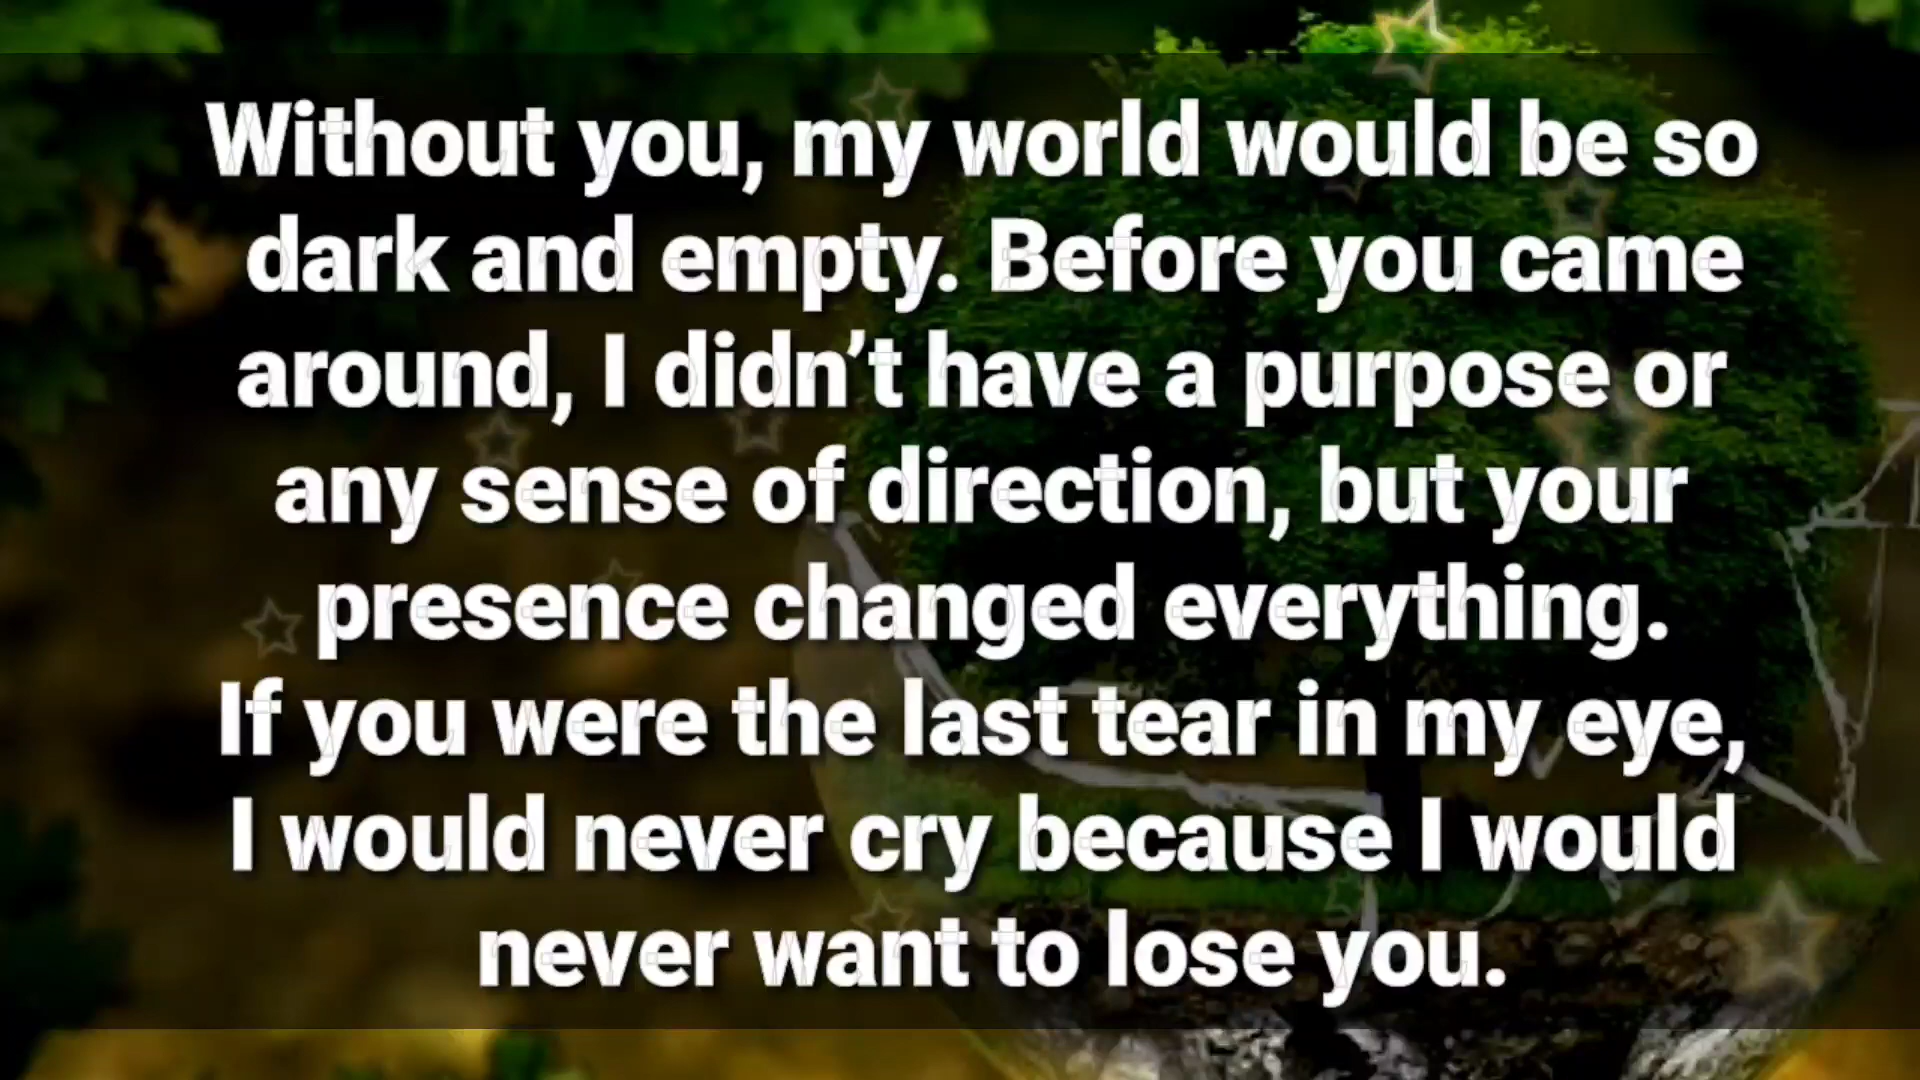 Without you, my world would be so
dark and empty. Before you came
around, I didn’t have a purpose or
any sense of direction, but your
presence changed everything.
If you were the last tear in my eye,
I would never cry because I would
never want to lose you.